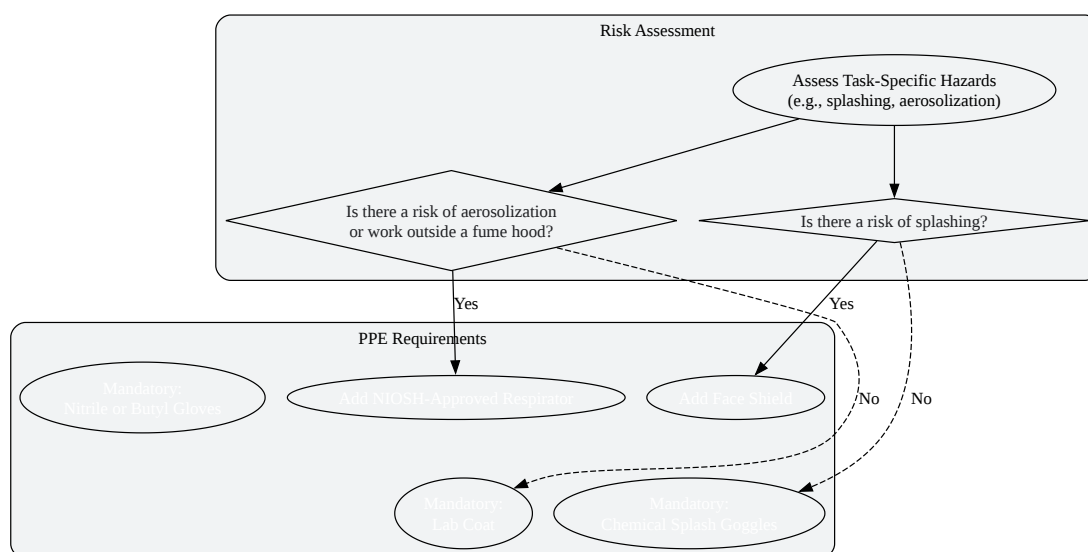 Risk Assessment
Assess Task-Specific Hazards
(e.g., splashing, aerosolization)
Is there a risk of aerosolization
or work outside a fume hood?
Is there a risk of splashing?
Yes
Yes
PPE Requirements
Mandatory:
Nitrile or Butyl Gloves
Add NIOSH-Approved Respirator
Add Face Shield
No
No
Mandatory:
Lab Coat
Mandatory:
Chemical Splash Goggles